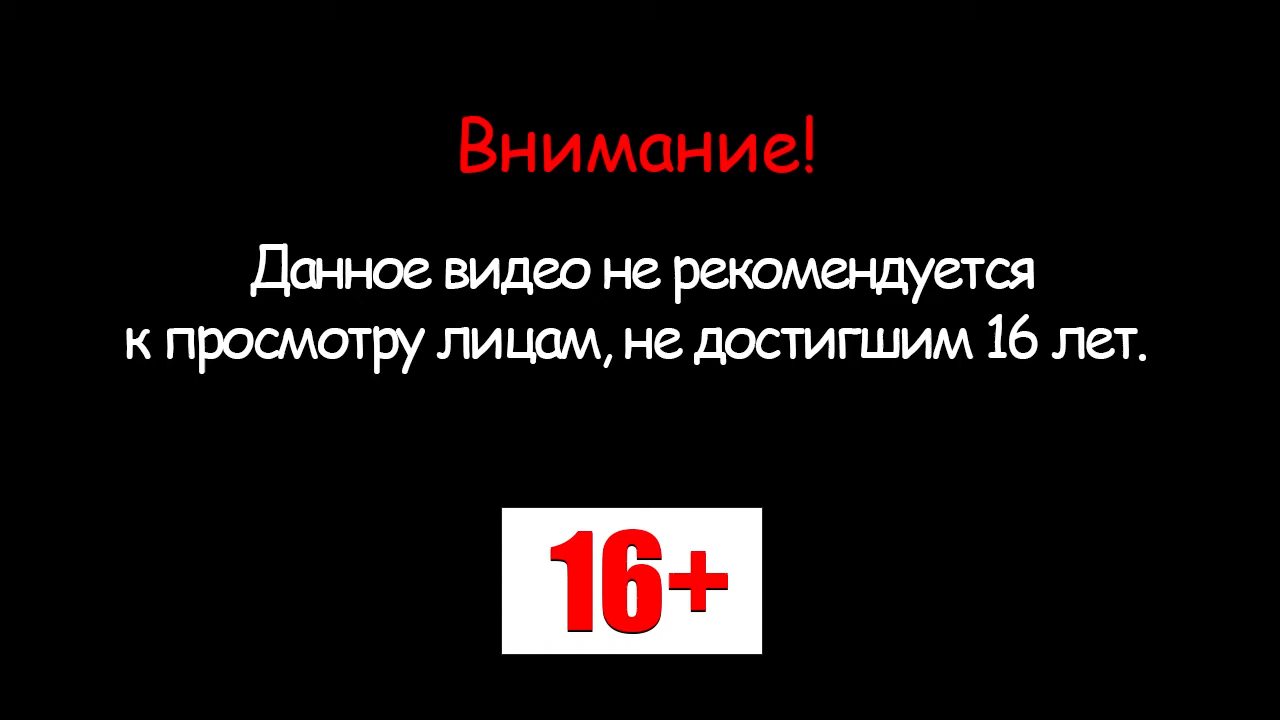 Внимание!
Данное видео не рекомендуется
к просмотру лицам, не достигшим 16 лет.
16+